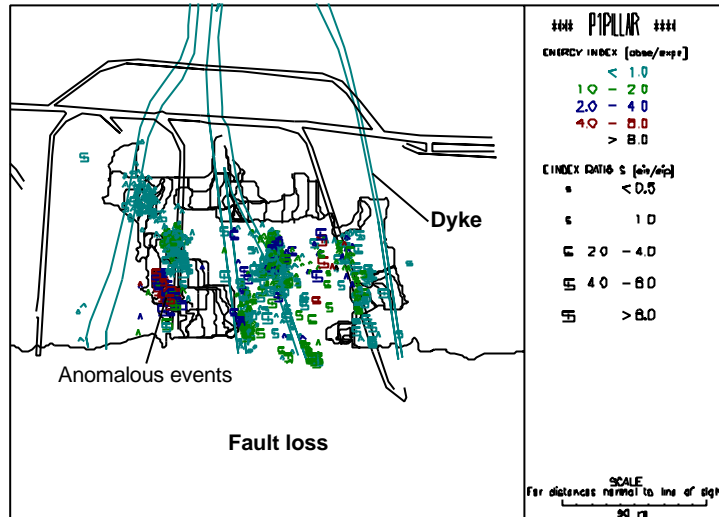 #### P1PILLAR ####
ENERGY INDEX [obse/expe]
< 1.0
1.0 - 2.0
2.0 - 4.0
4.0 - 8.0
> 8.0
EINDEX RATIO S [eis/eip]
s < 0.5
s 1.0
s 2.0 - 4.0
s 4.0 - 8.0
s > 8.0
Dyke
Anomalous events
Fault loss
SCALE
For distances normal to line of sight
90 m